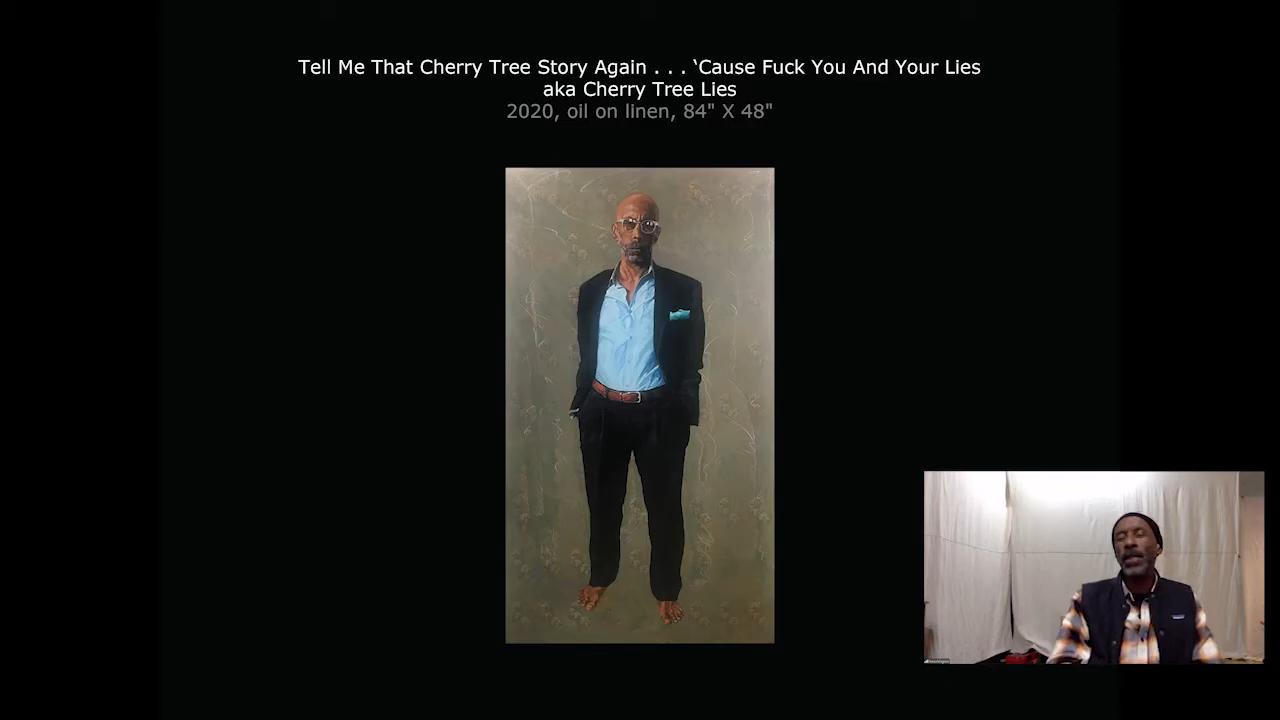 Tell Me That Cherry Tree Story Again . . . ‘Cause Fuck You And Your Lies
aka Cherry Tree Lies
2020, oil on linen, 84" X 48"